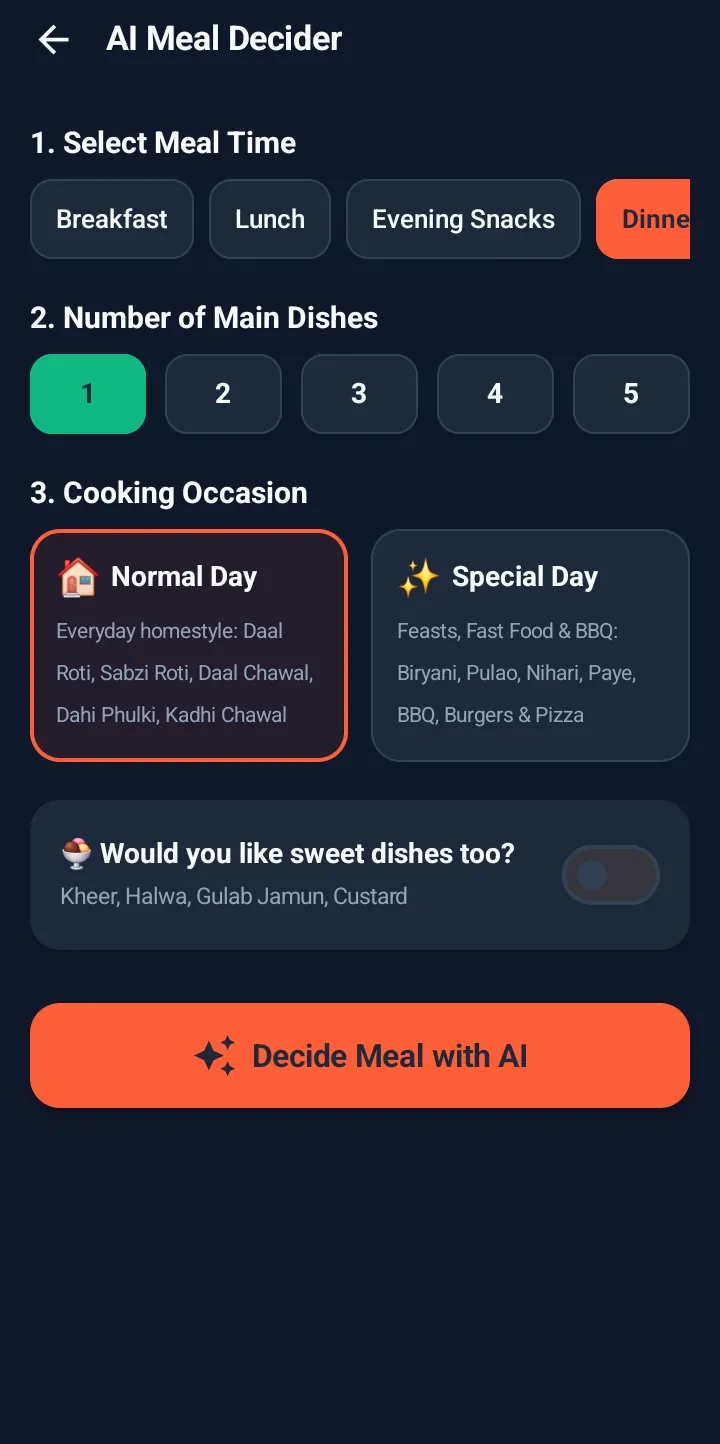 AI Meal Decider
1. Select Meal Time
Breakfast
Lunch
Evening Snacks
Dinne
2. Number of Main Dishes
1
2
3
4
5
3. Cooking Occasion
Normal Day
Everyday homestyle: Daal
Roti, Sabzi Roti, Daal Chawal,
Dahi Phulki, Kadhi Chawal
Special Day
Feasts, Fast Food & BBQ:
Biryani, Pulao, Nihari, Paye,
BBQ, Burgers & Pizza
Would you like sweet dishes too?
Kheer, Halwa, Gulab Jamun, Custard
Decide Meal with AI